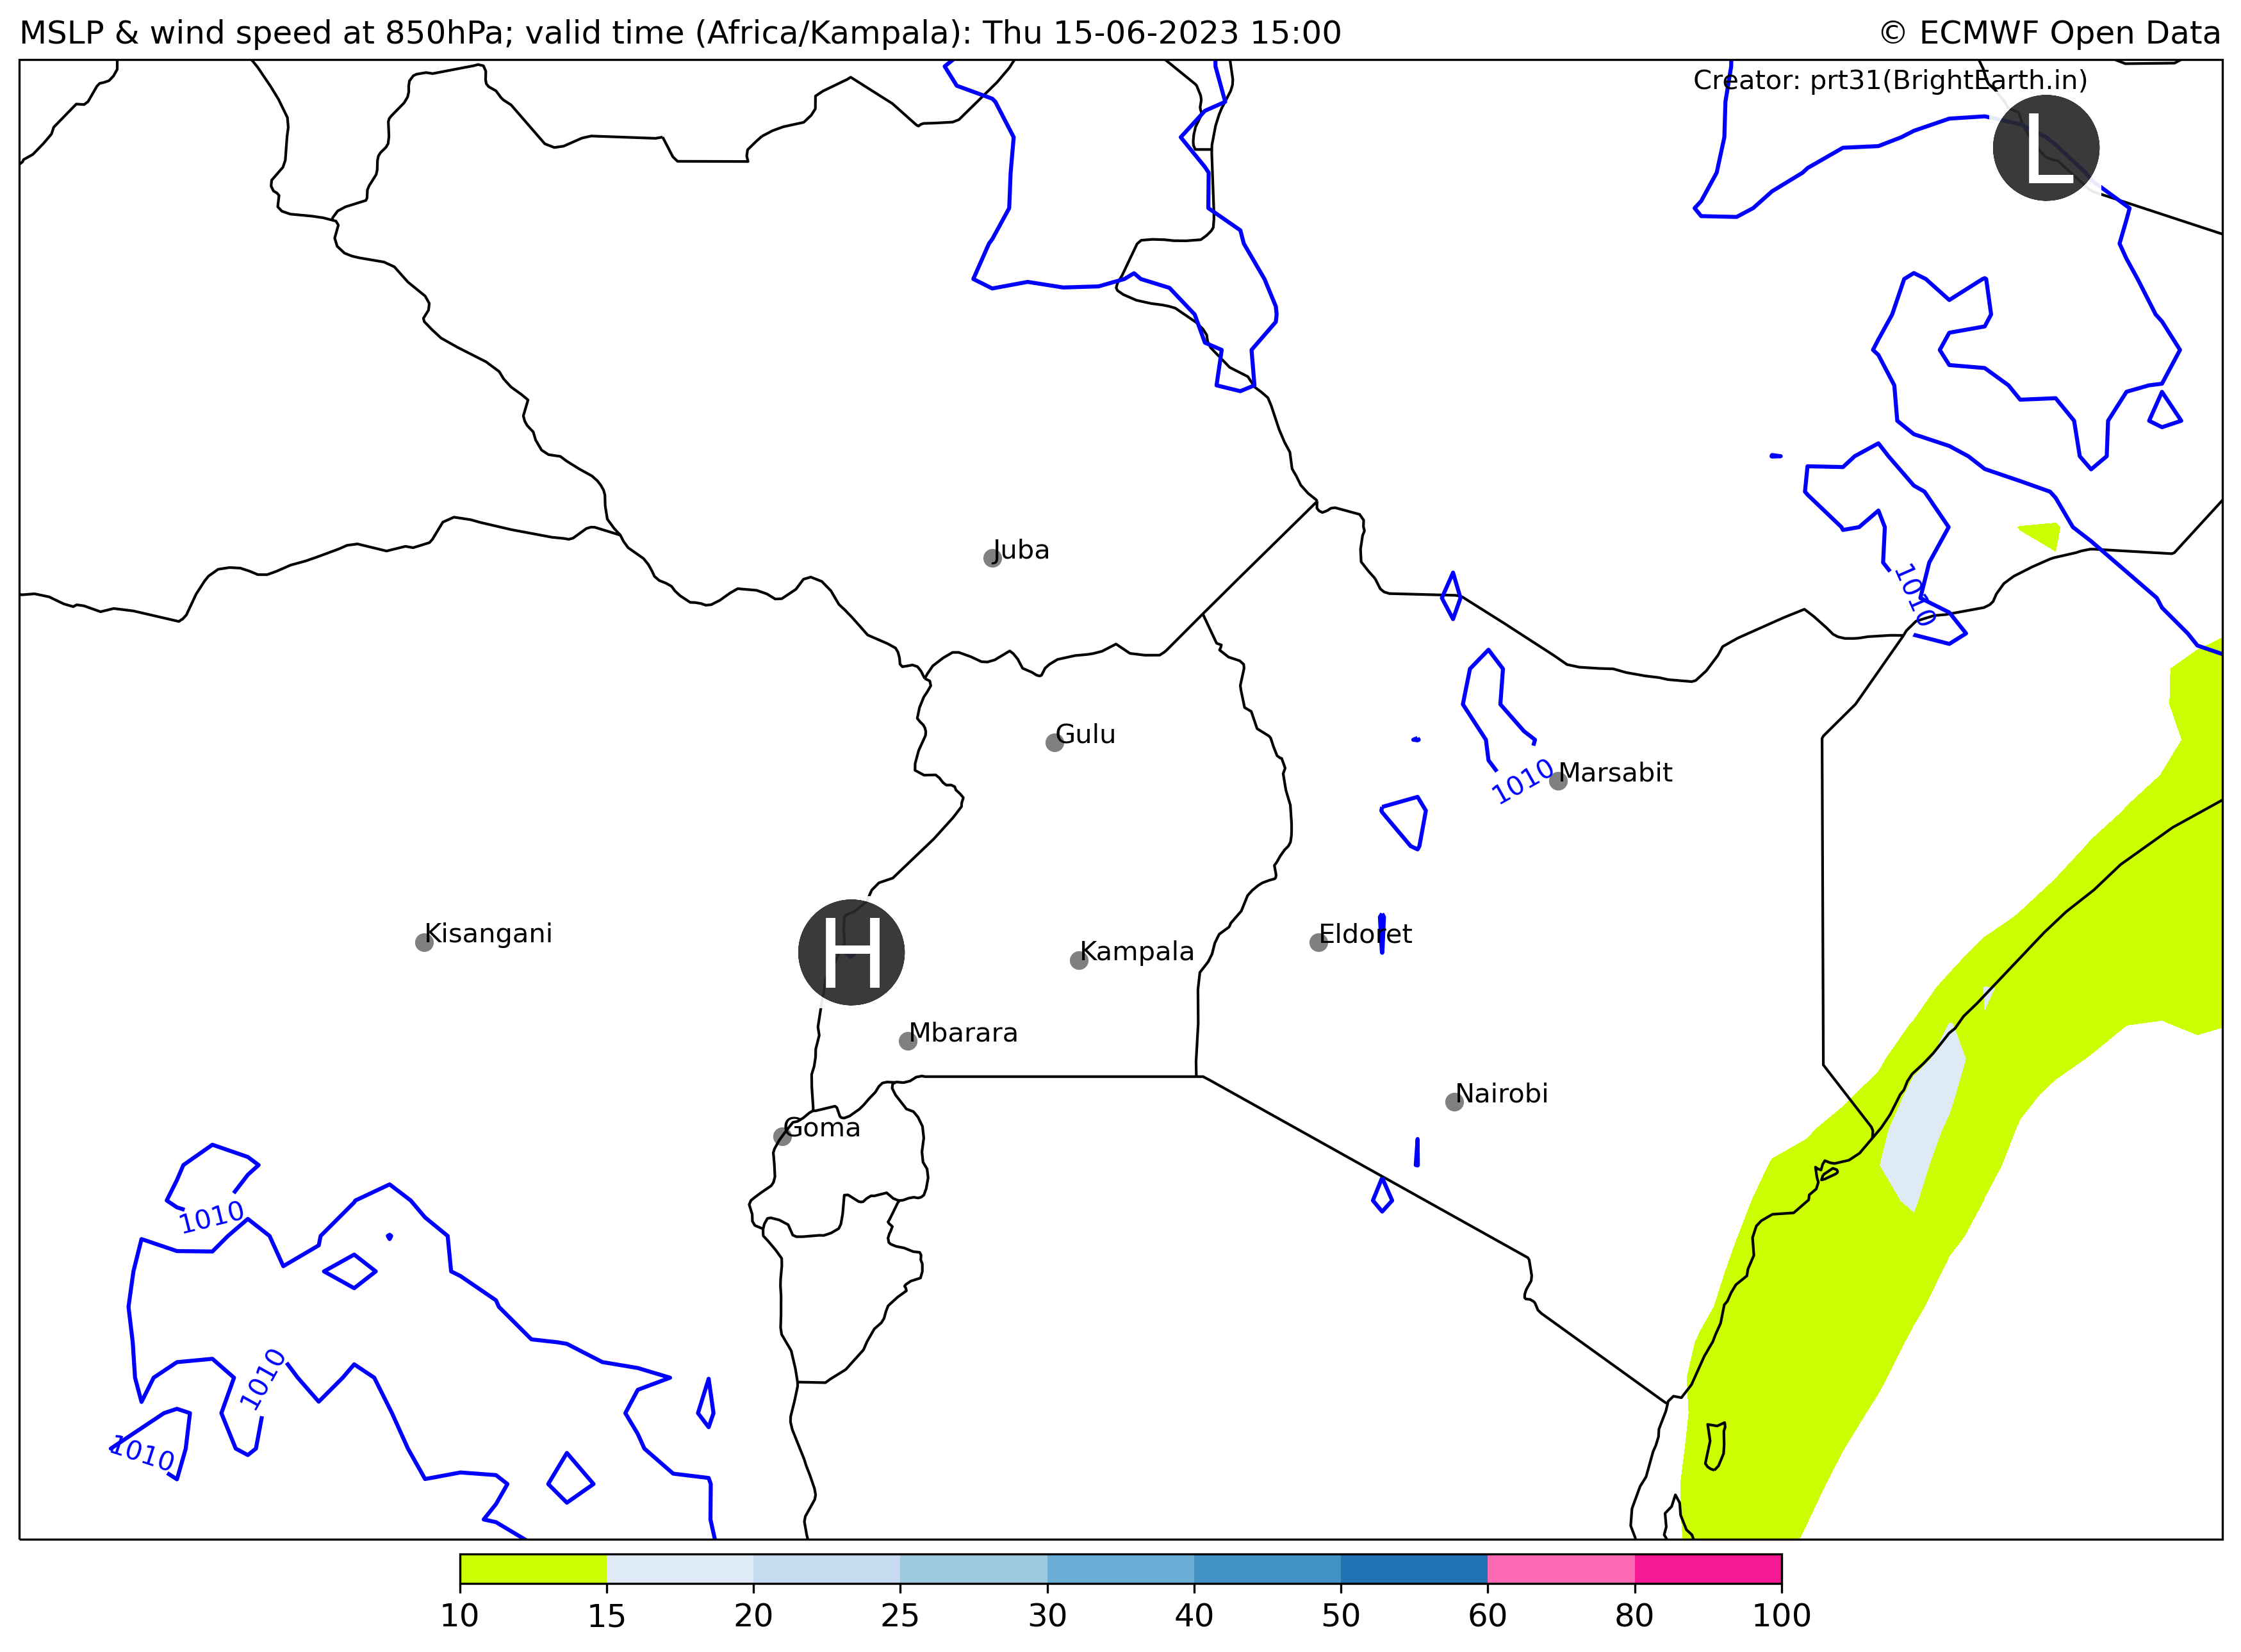 MSLP & wind speed at 850hPa; valid time (Africa/Kampala): Thu 15-06-2023 15:00
© ECMWF Open Data
Creator: prt31(BrightEarth.in)
L
Juba
1010
Gulu
Marsabit
1010
Kisangani
H
Kampala
Eldoret
Mbarara
Nairobi
Goma
1010
1010
1010
10 15 20 25 30 40 50 60 80 100